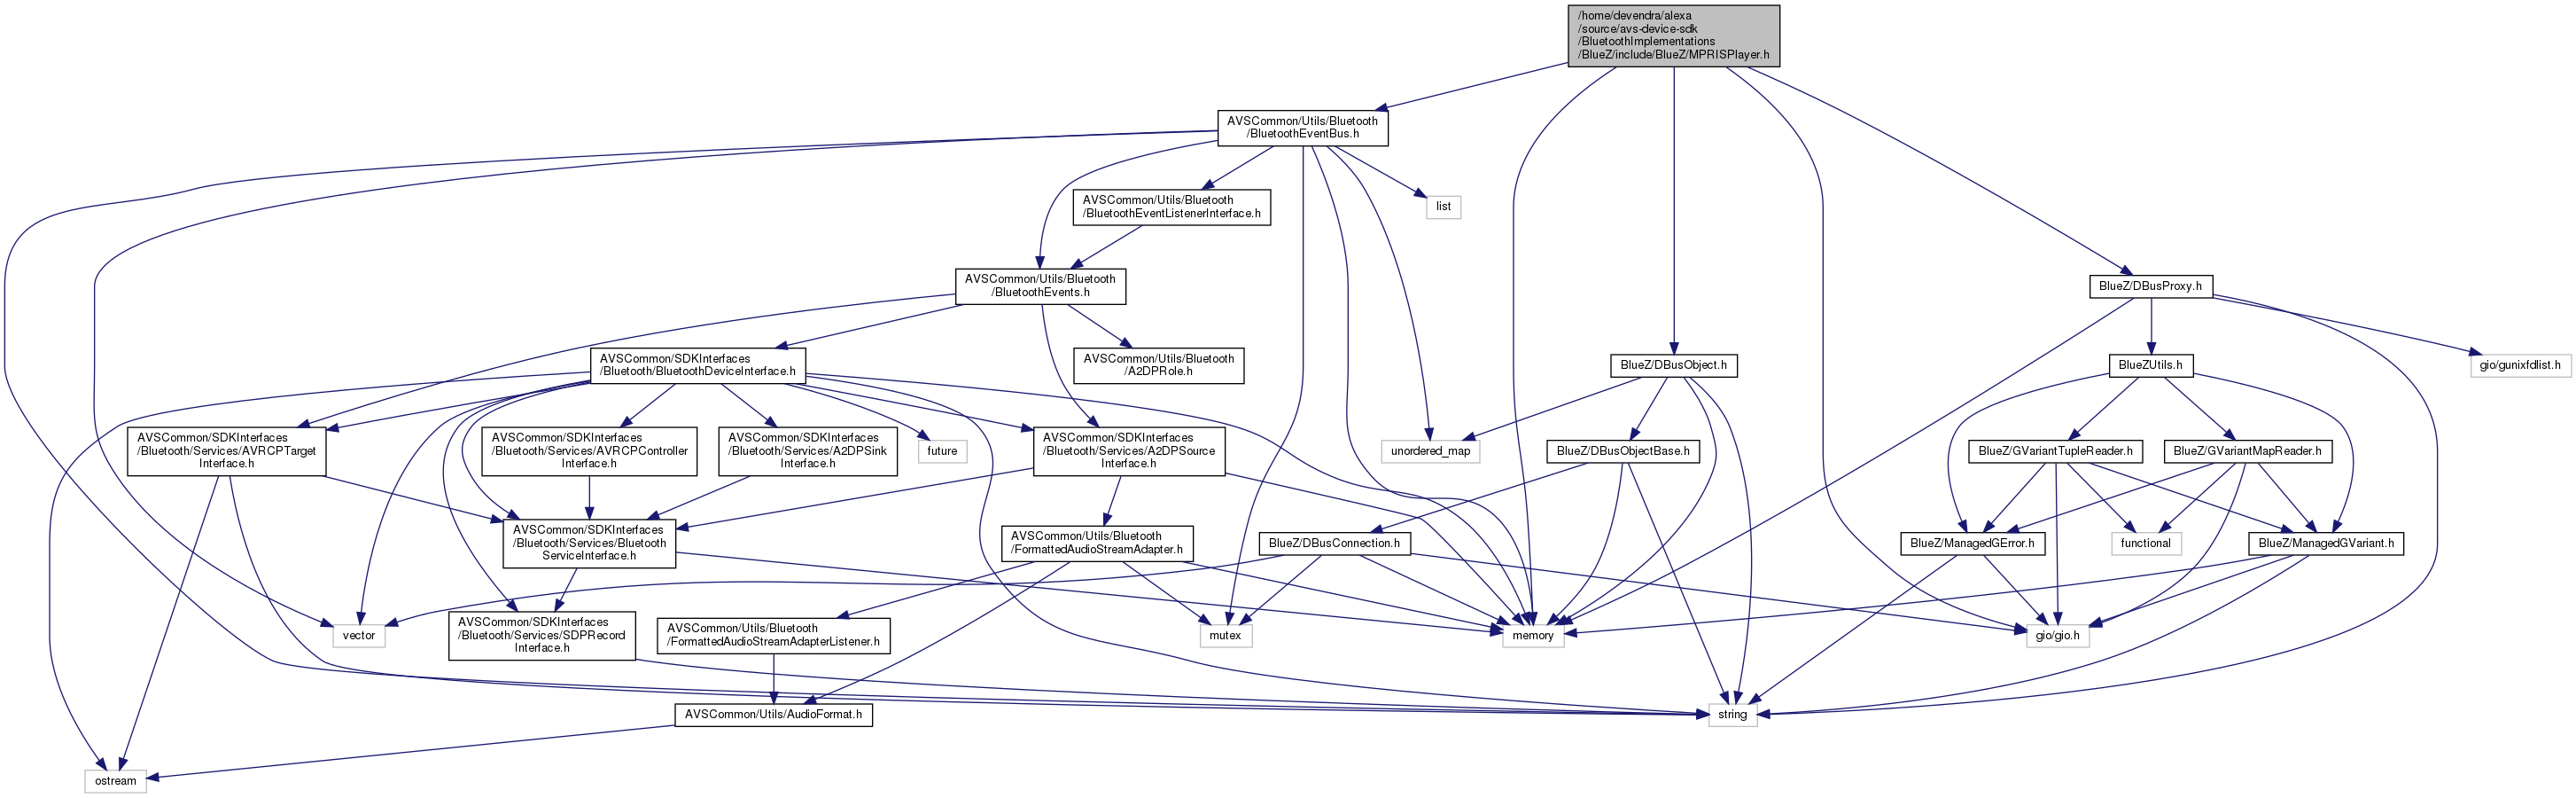 /home/devendra/alexa
/source/avs-device-sdk
/BluetoothImplementations
/BlueZ/include/BlueZ/MPRISPlayer.h
AVSCommon/Utils/Bluetooth
/BluetoothEventBus.h
AVSCommon/Utils/Bluetooth
/BluetoothEventListenerInterface.h
list
AVSCommon/Utils/Bluetooth
/BluetoothEvents.h
BlueZ/DBusProxy.h
AVSCommon/SDKInterfaces
/Bluetooth/BluetoothDeviceInterface.h
AVSCommon/Utils/Bluetooth
/A2DPRole.h
BlueZ/DBusObject.h
BlueZUtils.h
gio/gunixfdlist.h
AVSCommon/SDKInterfaces
/Bluetooth/Services/AVRCPTarget
Interface.h
AVSCommon/SDKInterfaces
/Bluetooth/Services/AVRCPController
Interface.h
AVSCommon/SDKInterfaces
/Bluetooth/Services/A2DPSink
Interface.h
future
AVSCommon/SDKInterfaces
/Bluetooth/Services/A2DPSource
Interface.h
unordered_map
BlueZ/DBusObjectBase.h
BlueZ/GVariantTupleReader.h
BlueZ/GVariantMapReader.h
AVSCommon/SDKInterfaces
/Bluetooth/Services/Bluetooth
ServiceInterface.h
AVSCommon/Utils/Bluetooth
/FormattedAudioStreamAdapter.h
BlueZ/DBusConnection.h
BlueZ/ManagedGError.h
functional
BlueZ/ManagedGVariant.h
vector
AVSCommon/SDKInterfaces
/Bluetooth/Services/SDPRecord
Interface.h
AVSCommon/Utils/Bluetooth
/FormattedAudioStreamAdapterListener.h
mutex
memory
gio/gio.h
AVSCommon/Utils/AudioFormat.h
string
ostream